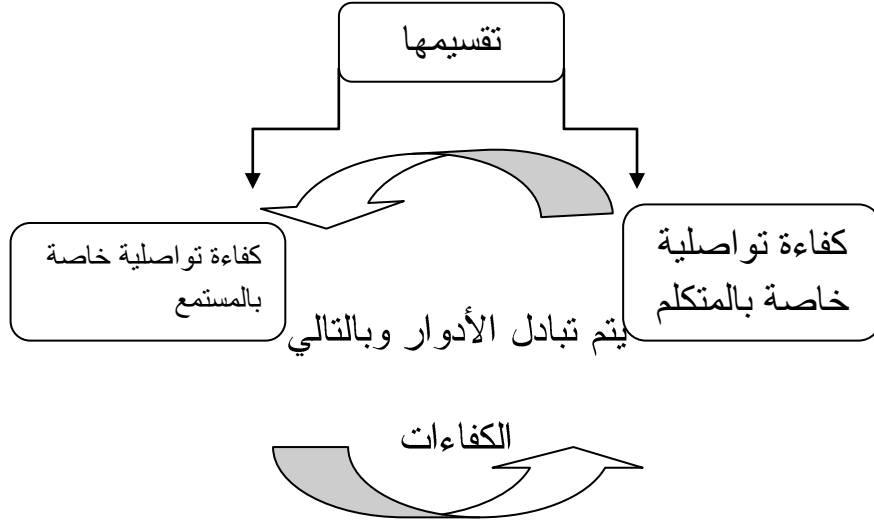 تقسيمها
كفاءة تواصلية
خاصة بالمتكلم
كفاءة تواصلية خاصة
بالمستمع
يتم تبادل الأدوار وبالتالي
الكفاءات